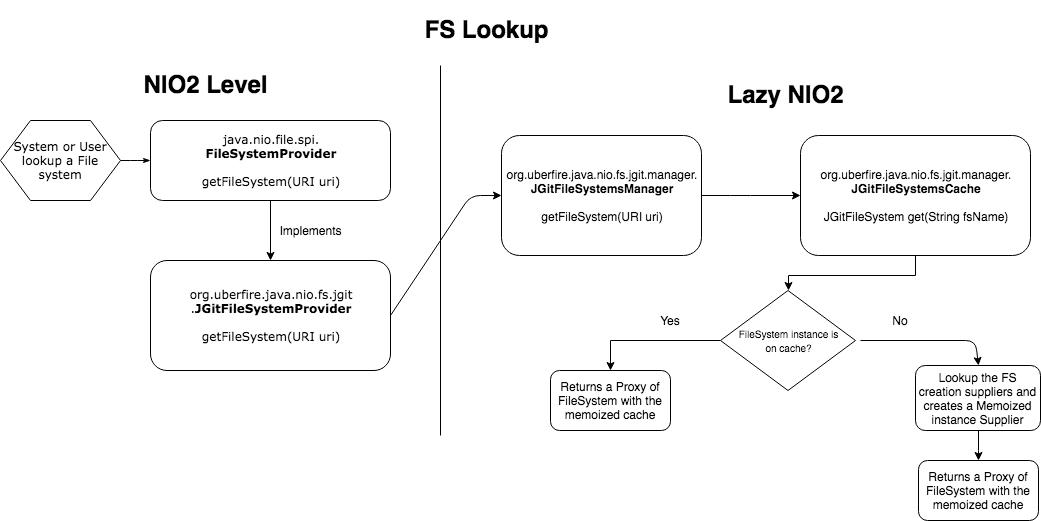 FS Lookup
NIO2 Level
Lazy NIO2
System or User
lookup a File
system
java.nio.file.spi.
FileSystemProvider
getFileSystem(URI uri)
Implements
org.uberfire.java.nio.fs.jgit
.JGitFileSystemProvider
getFileSystem(URI uri)
org.uberfire.java.nio.fs.jgit.manager.
JGitFileSystemsManager
getFileSystem(URI uri)
org.uberfire.java.nio.fs.jgit.manager.
JGitFileSystemsCache
JGitFileSystem get(String fsName)
FileSystem instance is
on cache?
Yes
No
Returns a Proxy of
FileSystem with the
memoized cache
Lookup the FS
creation suppliers and
creates a Memoized
instance Supplier
Returns a Proxy of
FileSystem with the
memoized cache